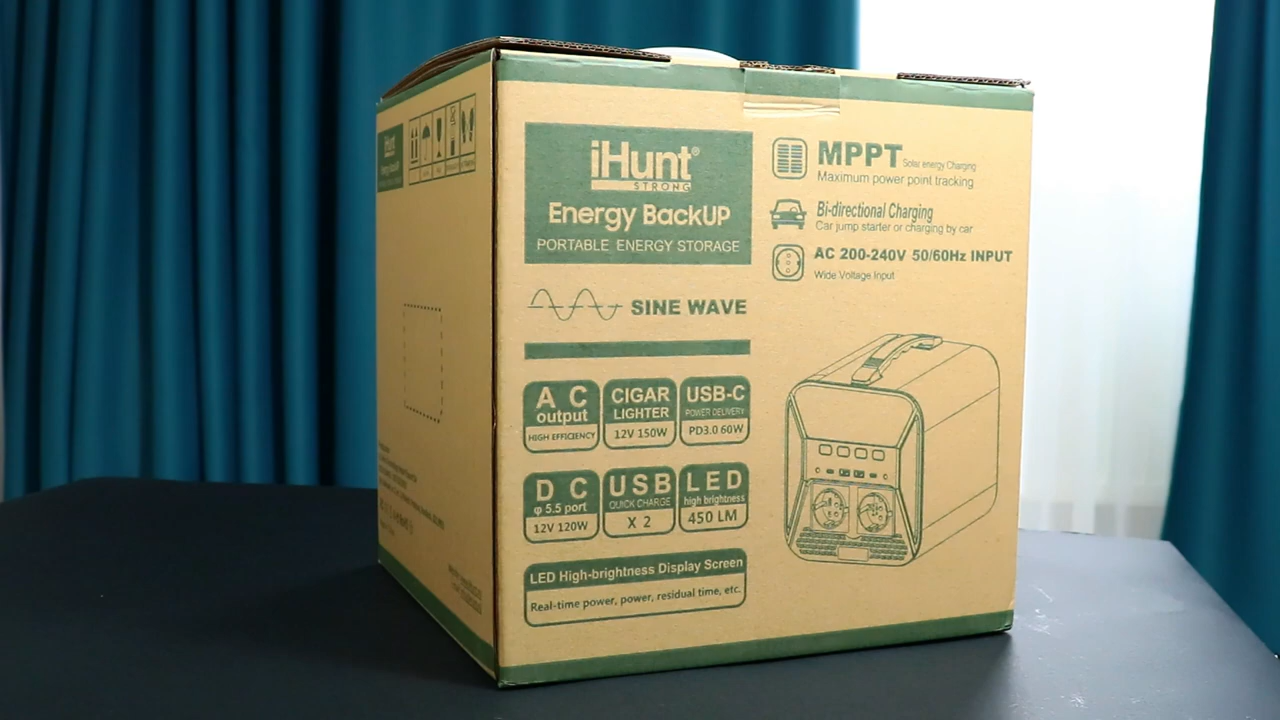 iHunt®
STRONG
Energy BackUP
PORTABLE ENERGY STORAGE
SINE WAVE
MPPT Solar energy Charging
Maximum power point tracking
Bi-directional Charging
Car jump starter or charging by car
AC 200-240V 50/60Hz INPUT
Wide Voltage Input
AC
output
HIGH EFFICIENCY
CIGAR
LIGHTER
12V 150W
USB-C
POWER DELIVERY
PD3.0 60W
DC
φ 5.5 port
12V 120W
USB
QUICK CHARGE
X 2
LED
high brightness
450 LM
LED High-brightness Display Screen
Real-time power, power, residual time, etc.
iHunt